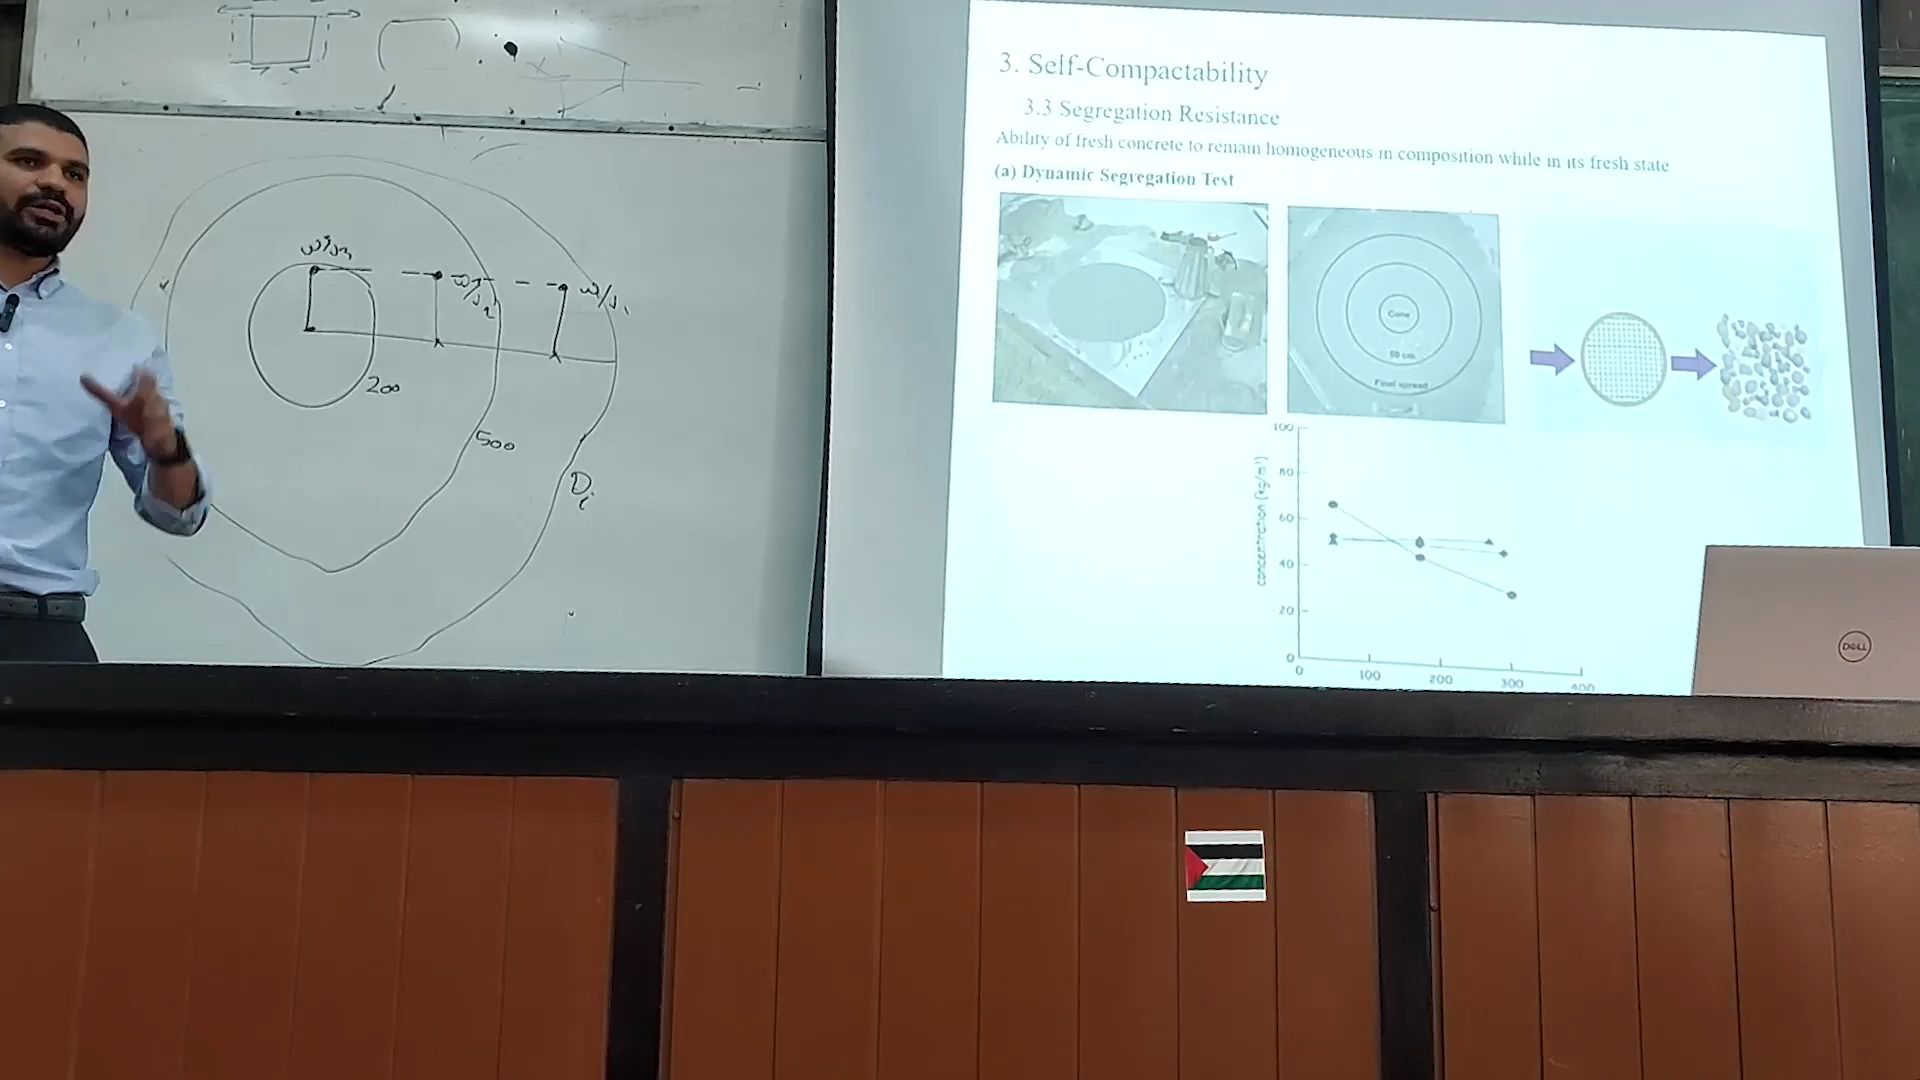 200
500
Di
3. Self-Compactability
3.3 Segregation Resistance
Ability of fresh concrete to remain homogeneous in composition while in its fresh state
(a) Dynamic Segregation Test
Cone
50 cm
Final spread
concentration (kg/m³)
100
80
60
40
20
0
0 100 200 300 400
DELL